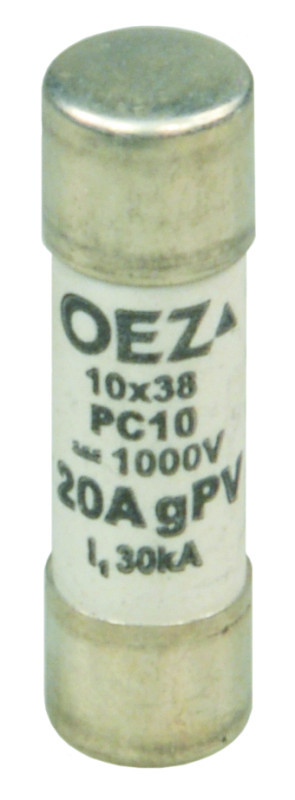 OEZ
10x38
PC10
⎓ 1000V
20A gPV
I₁ 30kA